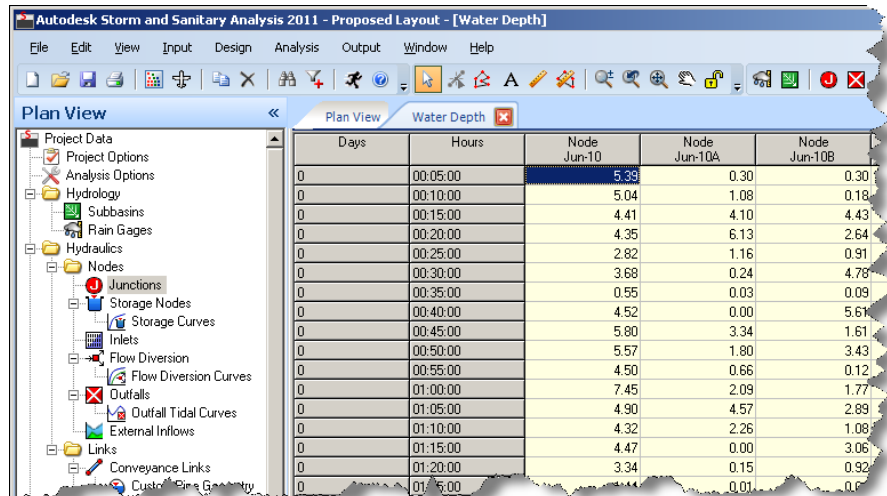 Autodesk Storm and Sanitary Analysis 2011 - Proposed Layout - [Water Depth]
File Edit View Input Design Analysis Output Window Help
Plan View «
Plan View Water Depth
Project Data
Project Options
Analysis Options
Hydrology
Subbasins
Rain Gages
Hydraulics
Nodes
Junctions
Storage Nodes
Storage Curves
Inlets
Flow Diversion
Flow Diversion Curves
Outfalls
Outfall Tidal Curves
External Inflows
Links
Conveyance Links
Days Hours Node Jun-10 Node Jun-10A Node Jun-10B
0 00:05:00 5.39 0.30 0.30
0 00:10:00 5.04 1.08 0.18
0 00:15:00 4.41 4.10 4.43
0 00:20:00 4.35 6.13 2.64
0 00:25:00 2.82 1.16 0.91
0 00:30:00 3.68 0.24 4.78
0 00:35:00 0.55 0.03 0.09
0 00:40:00 4.52 0.00 5.61
0 00:45:00 5.80 3.34 1.61
0 00:50:00 5.57 1.80 3.43
0 00:55:00 4.50 0.66 0.12
0 01:00:00 7.45 2.09 1.77
0 01:05:00 4.90 4.57 2.89
0 01:10:00 4.32 2.26 1.08
0 01:15:00 4.47 0.00 3.06
0 01:20:00 3.34 0.15 0.92
0 0.01